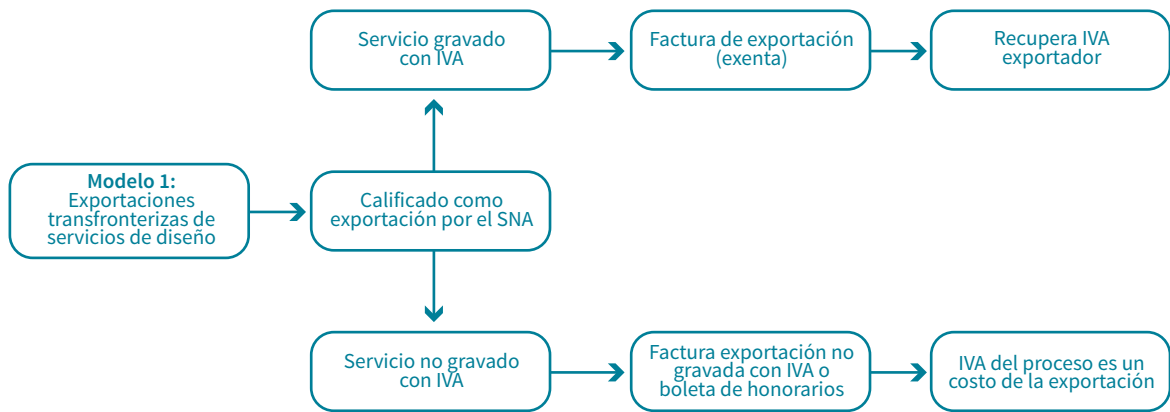 Servicio gravado
con IVA
Factura de exportación
(exenta)
Recupera IVA
exportador
Modelo 1:
Exportaciones
transfronterizas de
servicios de diseño
Calificado como
exportación por el SNA
Servicio no gravado
con IVA
Factura exportación no
gravada con IVA o
boleta de honorarios
IVA del proceso es un
costo de la exportación